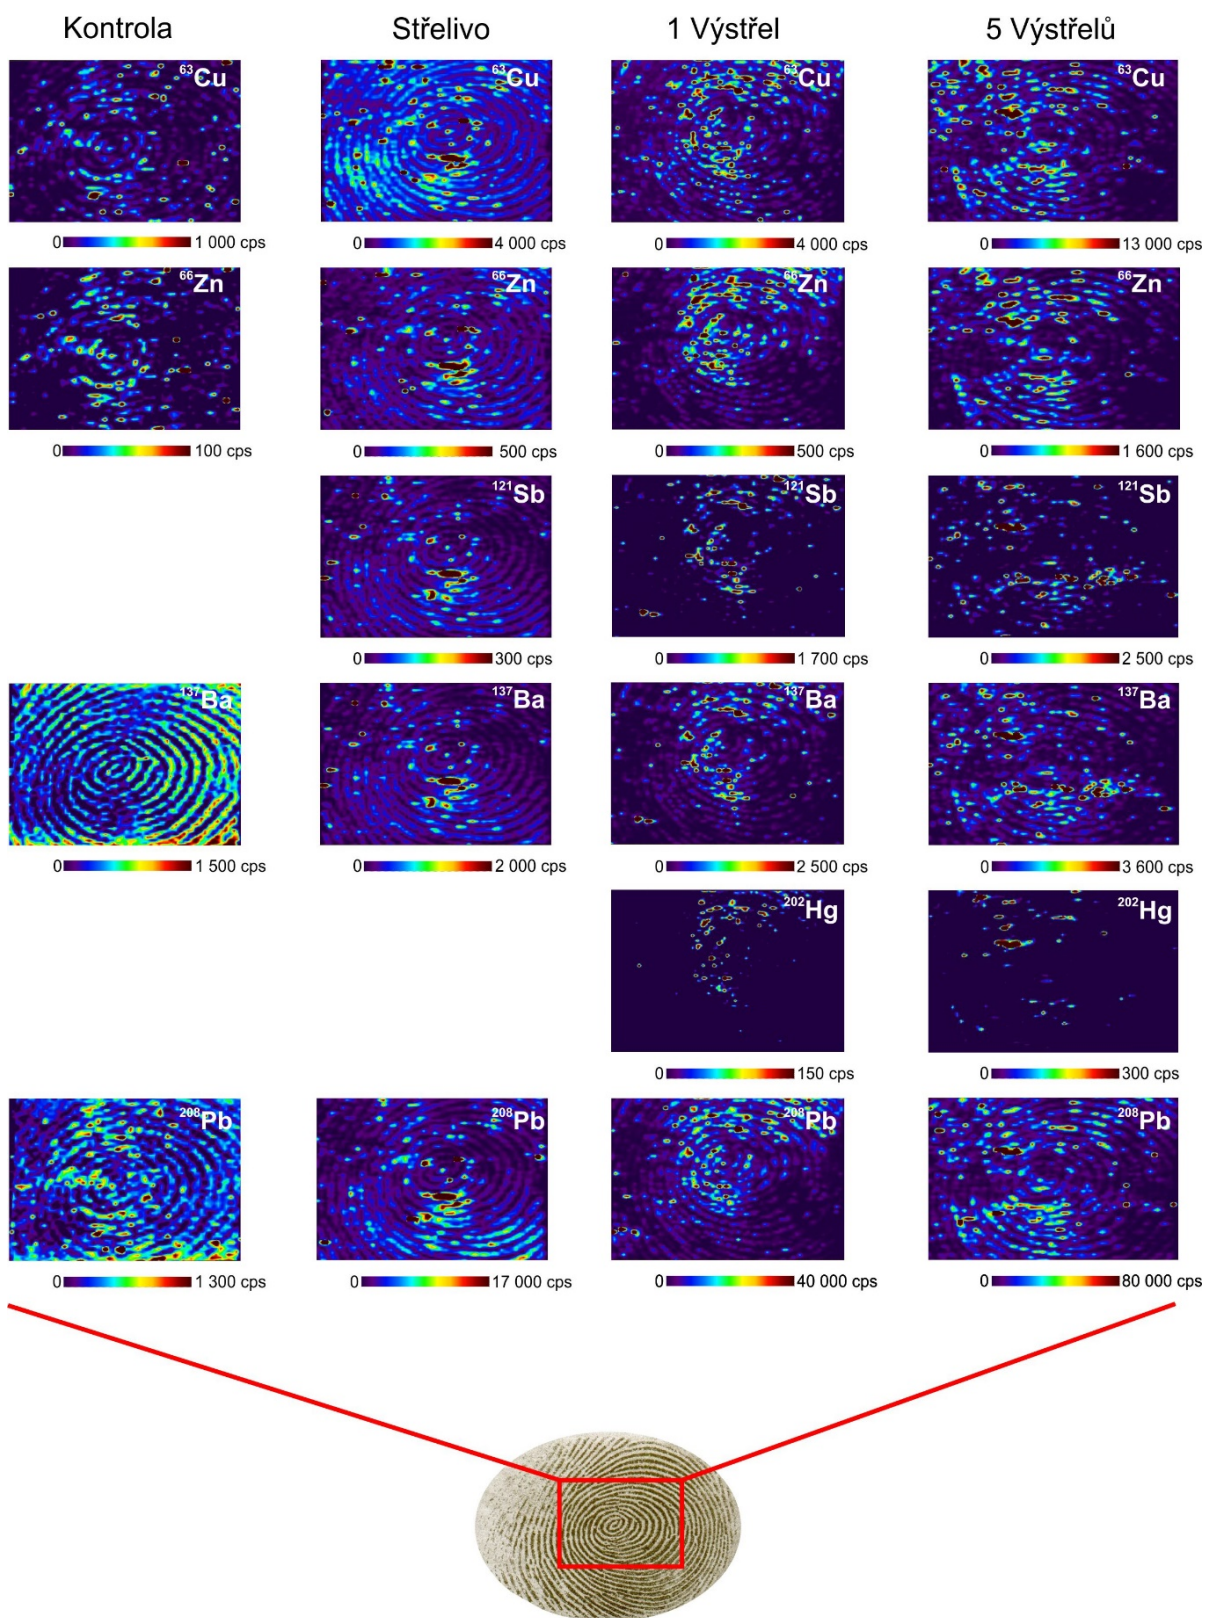 Kontrola Střelivo 1 Výstřel 5 Výstřelů
⁶³Cu ⁶³Cu ⁶³Cu ⁶³Cu
0 1 000 cps 0 4 000 cps 0 4 000 cps 0 13 000 cps
⁶⁶Zn ⁶⁶Zn ⁶⁶Zn ⁶⁶Zn
0 100 cps 0 500 cps 0 500 cps 0 1 600 cps
¹²¹Sb ¹²¹Sb ¹²¹Sb
0 300 cps 0 1 700 cps 0 2 500 cps
¹³⁷Ba ¹³⁷Ba ¹³⁷Ba ¹³⁷Ba
0 1 500 cps 0 2 000 cps 0 2 500 cps 0 3 600 cps
²⁰²Hg ²⁰²Hg
0 150 cps 0 300 cps
²⁰⁸Pb ²⁰⁸Pb ²⁰⁸Pb ²⁰⁸Pb
0 1 300 cps 0 17 000 cps 0 40 000 cps 0 80 000 cps